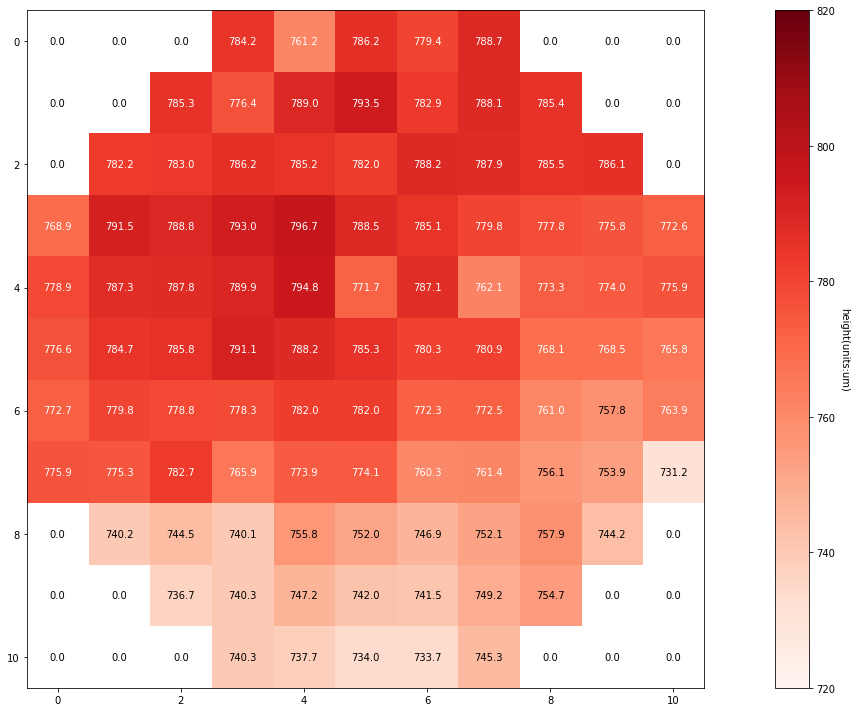 0 0.0 0.0 0.0 784.2 761.2 786.2 779.4 788.7 0.0 0.0 0.0 820
0.0 0.0 785.3 776.4 789.0 793.5 782.9 788.1 785.4 0.0 0.0
2 0.0 782.2 783.0 786.2 785.2 782.0 788.2 787.9 785.5 786.1 0.0 800
768.9 791.5 788.8 793.0 796.7 788.5 785.1 779.8 777.8 775.8 772.6
4 778.9 787.3 787.8 789.9 794.8 771.7 787.1 762.1 773.3 774.0 775.9 780
776.6 784.7 785.8 791.1 788.2 785.3 780.3 780.9 768.1 768.5 765.8
height(units:um)
6 772.7 779.8 778.8 778.3 782.0 782.0 772.3 772.5 761.0 757.8 763.9 760
775.9 775.3 782.7 765.9 773.9 774.1 760.3 761.4 756.1 753.9 731.2
8 0.0 740.2 744.5 740.1 755.8 752.0 746.9 752.1 757.9 744.2 0.0 740
0.0 0.0 736.7 740.3 747.2 742.0 741.5 749.2 754.7 0.0 0.0
10 0.0 0.0 0.0 740.3 737.7 734.0 733.7 745.3 0.0 0.0 0.0 720
0 2 4 6 8 10